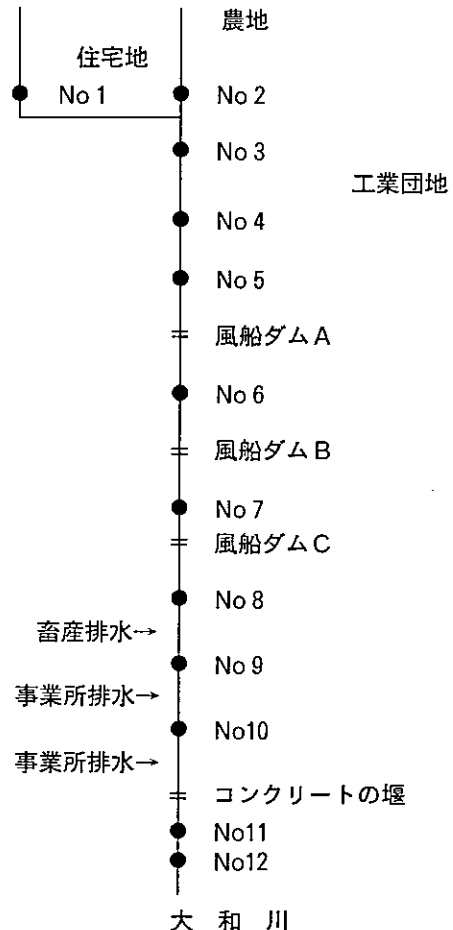 農地
住宅地
No 1
No 2
No 3
工業団地
No 4
No 5
風船ダムA
No 6
風船ダムB
No 7
風船ダムC
No 8
畜産排水→
No 9
事業所排水→
No10
事業所排水→
コンクリートの堰
No11
No12
大 和 川